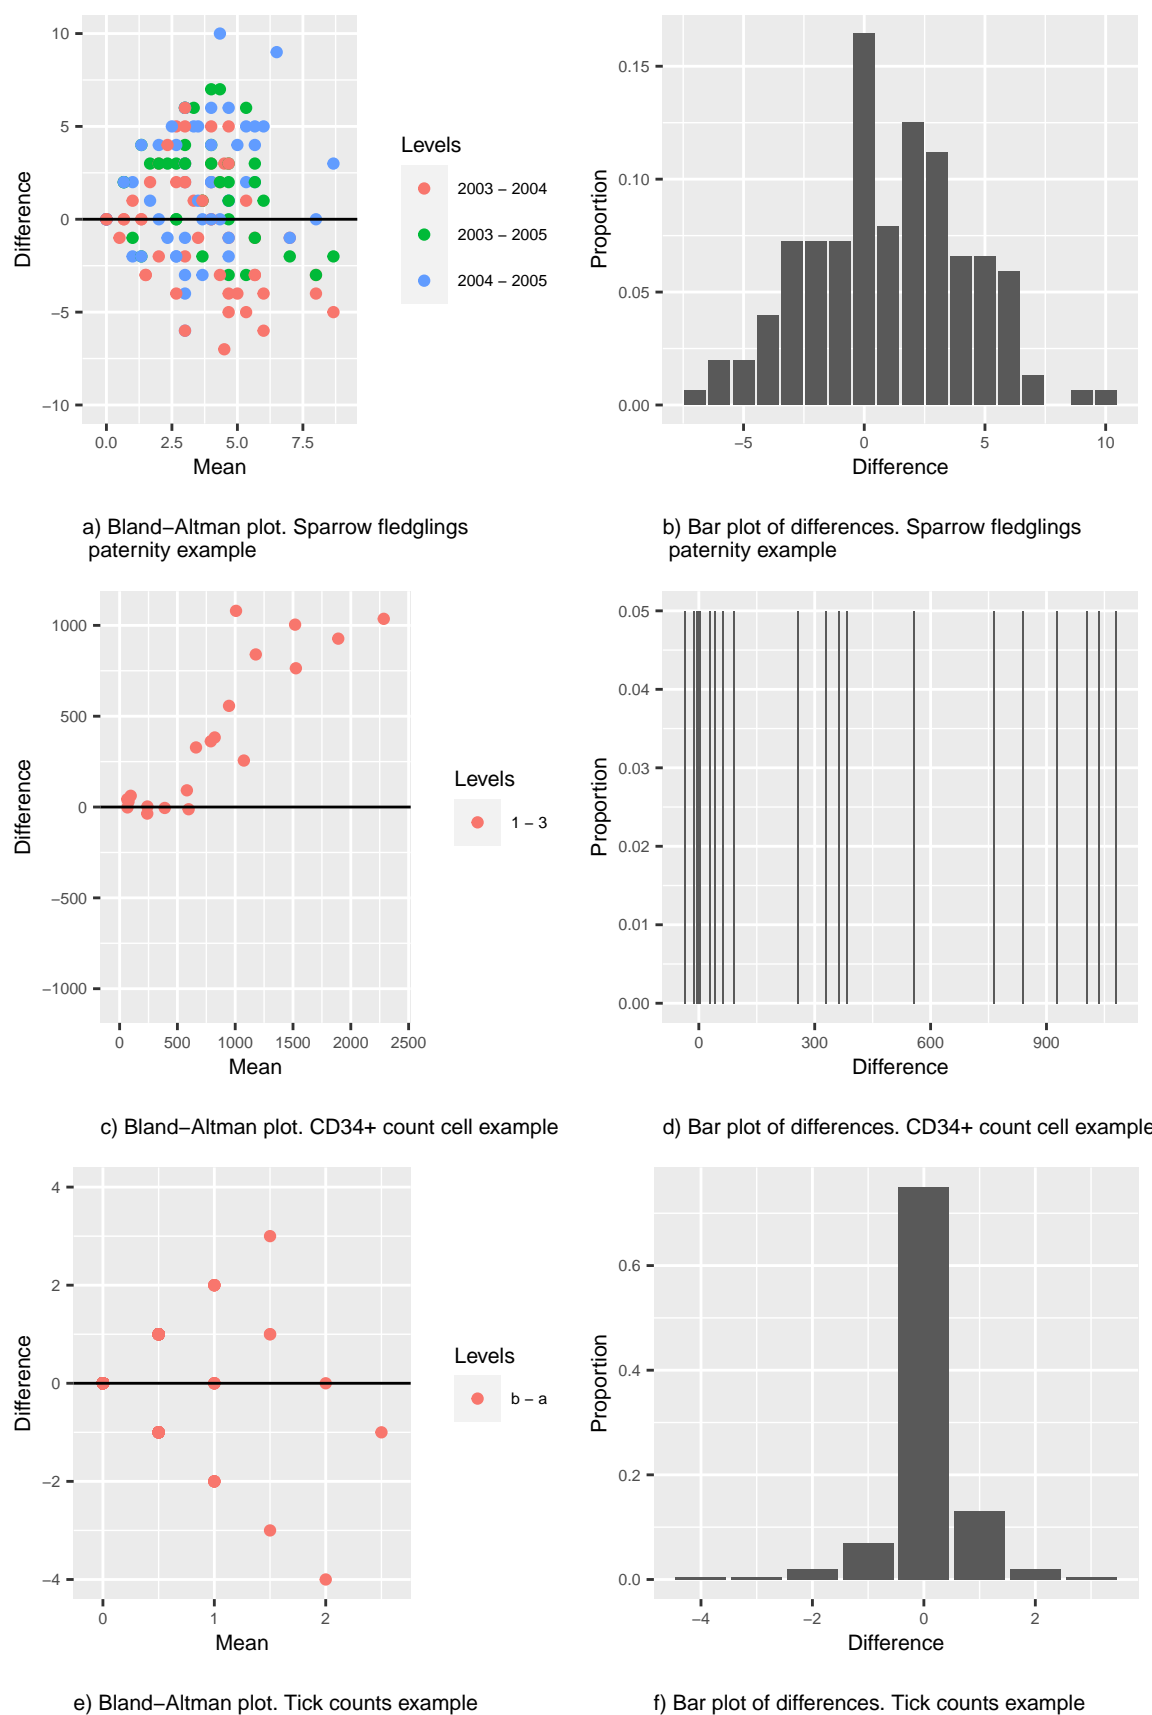 10
5
0
−5
−10
Difference
0.0
2.5
5.0
7.5
Mean
Levels
2003 − 2004
2003 − 2005
2004 − 2005
a) Bland−Altman plot. Sparrow fledglings
paternity example
0.15
0.10
0.05
0.00
Proportion
−5
0
5
10
Difference
b) Bar plot of differences. Sparrow fledglings
paternity example
1000
500
0
−500
−1000
Difference
0
500
1000
1500
2000
2500
Mean
Levels
1 − 3
c) Bland−Altman plot. CD34+ count cell example
0.05
0.04
0.03
0.02
0.01
0.00
Proportion
0
300
600
900
Difference
d) Bar plot of differences. CD34+ count cell example
4
2
0
−2
−4
Difference
0
1
2
Mean
Levels
b − a
e) Bland−Altman plot. Tick counts example
0.6
0.4
0.2
0.0
Proportion
−4
−2
0
2
Difference
f) Bar plot of differences. Tick counts example